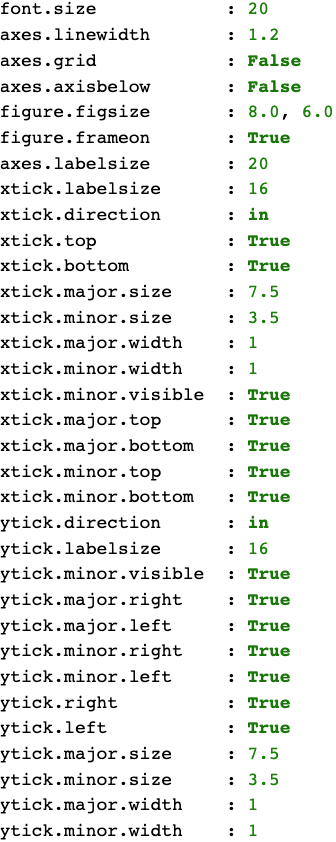 font.size : 20
axes.linewidth : 1.2
axes.grid : False
axes.axisbelow : False
figure.figsize : 8.0, 6.0
figure.frameon : True
axes.labelsize : 20
xtick.labelsize : 16
xtick.direction : in
xtick.top : True
xtick.bottom : True
xtick.major.size : 7.5
xtick.minor.size : 3.5
xtick.major.width : 1
xtick.minor.width : 1
xtick.minor.visible : True
xtick.major.top : True
xtick.major.bottom : True
xtick.minor.top : True
xtick.minor.bottom : True
ytick.direction : in
ytick.labelsize : 16
ytick.minor.visible : True
ytick.major.right : True
ytick.major.left : True
ytick.minor.right : True
ytick.minor.left : True
ytick.right : True
ytick.left : True
ytick.major.size : 7.5
ytick.minor.size : 3.5
ytick.major.width : 1
ytick.minor.width : 1